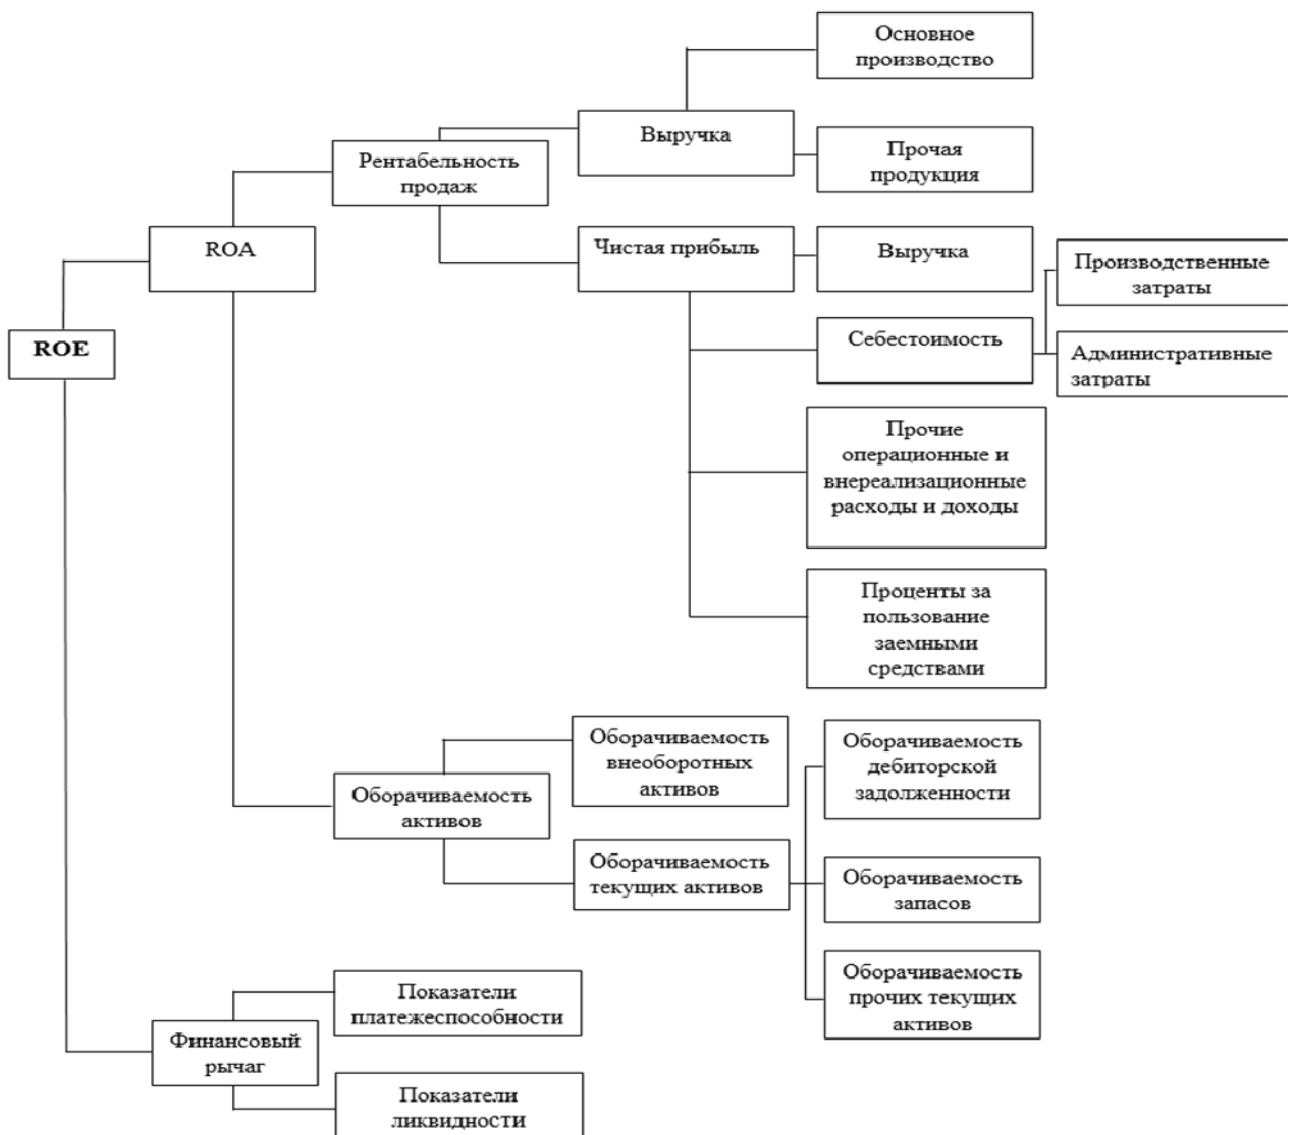 Основное
производство
Выручка
Прочая
продукция
Рентабельность
продаж
ROA
Чистая прибыль
Выручка
Производственные
затраты
ROE
Себестоимость
Административные
затраты
Прочие
операционные и
внереализационные
расходы и доходы
Проценты за
пользование
заемными
средствами
Оборачиваемость
внеоборотных
активов
Оборачиваемость
дебиторской
задолженности
Оборачиваемость
активов
Оборачиваемость
текущих активов
Оборачиваемость
запасов
Оборачиваемость
прочих текущих
активов
Показатели
платежеспособности
Финансовый
рычаг
Показатели
ликвидности